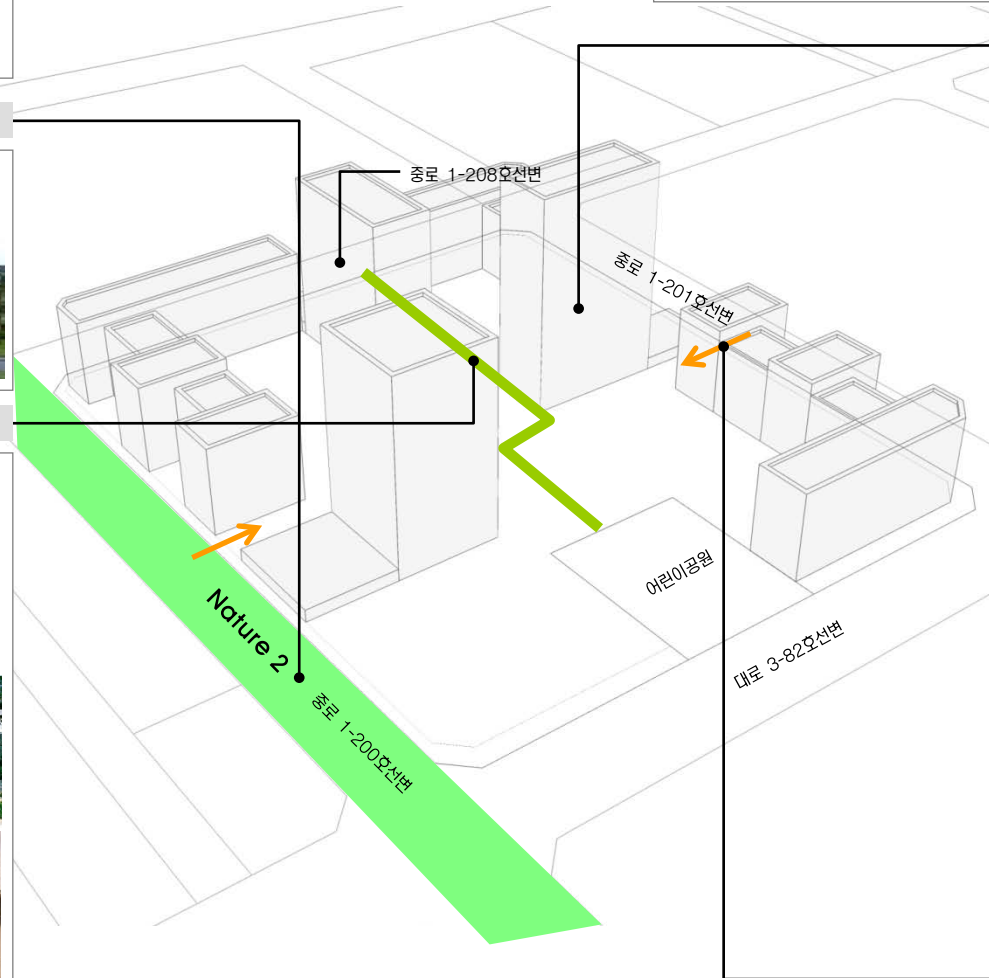 중로 1-208호선변
중로 1-201호선변
어린이공원
대로 3-82호선변
Nature 2
중로 1-200호선변